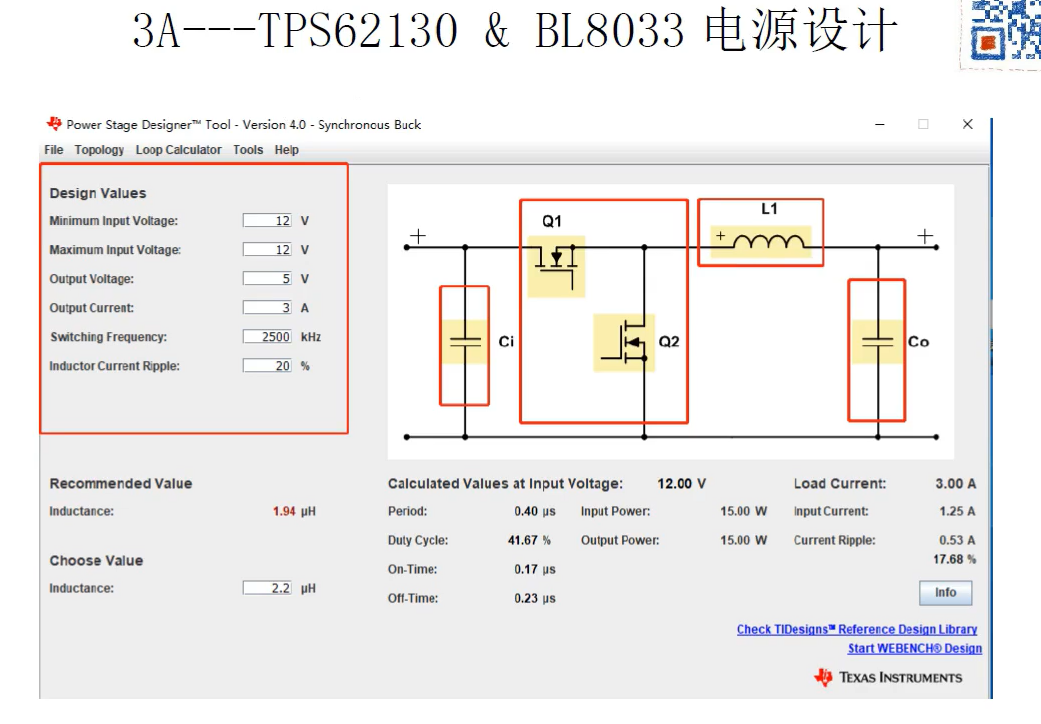 3A---TPS62130 & BL8033 电源设计
Power Stage Designer™ Tool - Version 4.0 - Synchronous Buck
File Topology Loop Calculator Tools Help
Design Values
Minimum Input Voltage: 12 V
Maximum Input Voltage: 12 V
Output Voltage: 5 V
Output Current: 3 A
Switching Frequency: 2500 kHz
Inductor Current Ripple: 20 %
Q1
L1
+
+
+
Ci
Q2
Co
Recommended Value
Inductance: 1.94 µH
Choose Value
Inductance: 2.2 µH
Calculated Values at Input Voltage: 12.00 V Load Current: 3.00 A
Period: 0.40 µs Input Power: 15.00 W Input Current: 1.25 A
Duty Cycle: 41.67 % Output Power: 15.00 W Current Ripple: 0.53 A
17.68 %
On-Time: 0.17 µs
Off-Time: 0.23 µs
Info
Check TIDesigns™ Reference Design Library
Start WEBENCH® Design
TEXAS INSTRUMENTS